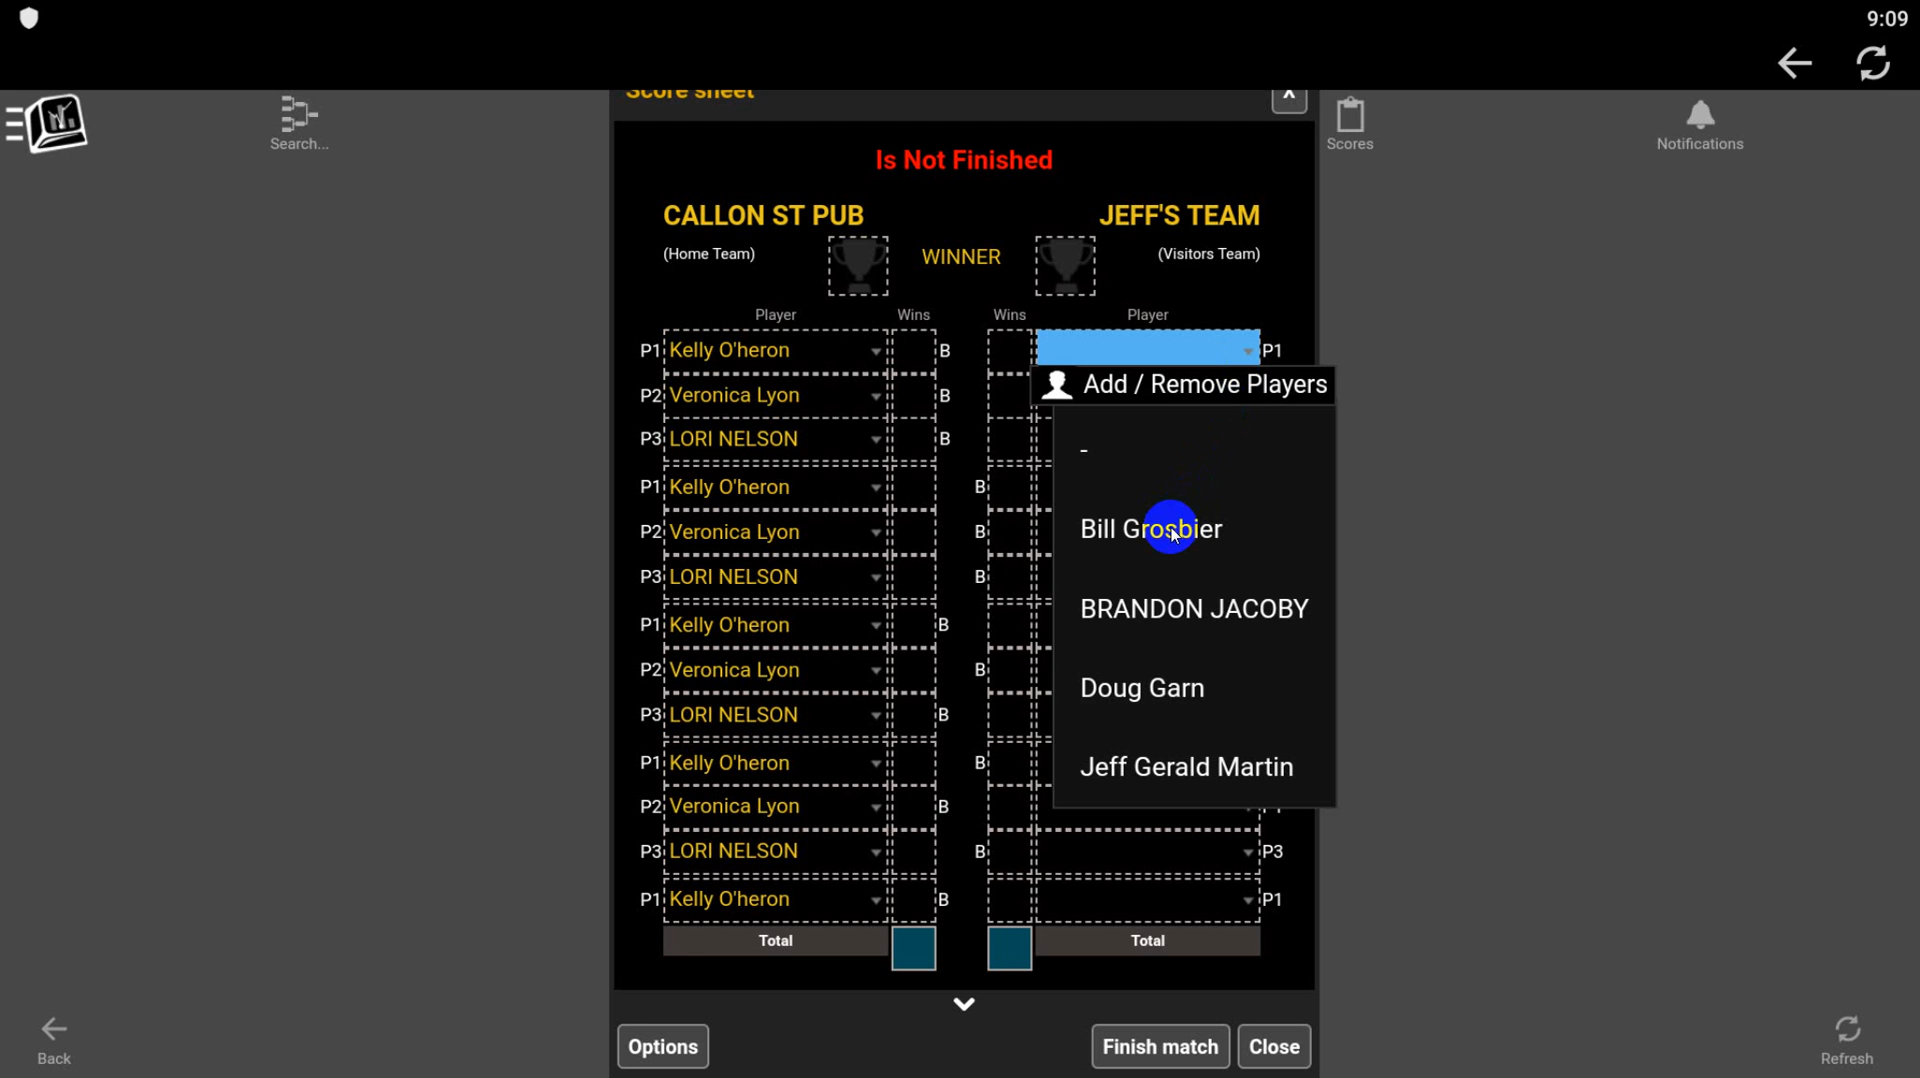 9:09
Score sheet
X
Search...
Scores
Notifications
Is Not Finished
CALLON ST PUB
JEFF'S TEAM
(Home Team)
WINNER
(Visitors Team)
Player Wins Wins Player
P1 Kelly O'heron B P1
Add / Remove Players
P2 Veronica Lyon B
P3 LORI NELSON B
-
P1 Kelly O'heron B
P2 Veronica Lyon B
Bill Grosbier
P3 LORI NELSON B
BRANDON JACOBY
P1 Kelly O'heron B
P2 Veronica Lyon B
Doug Garn
P3 LORI NELSON B
P1 Kelly O'heron B
Jeff Gerald Martin
P2 Veronica Lyon B
P3 LORI NELSON B P3
P1 Kelly O'heron B P1
Total Total
Options
Finish match
Close
Back
Refresh